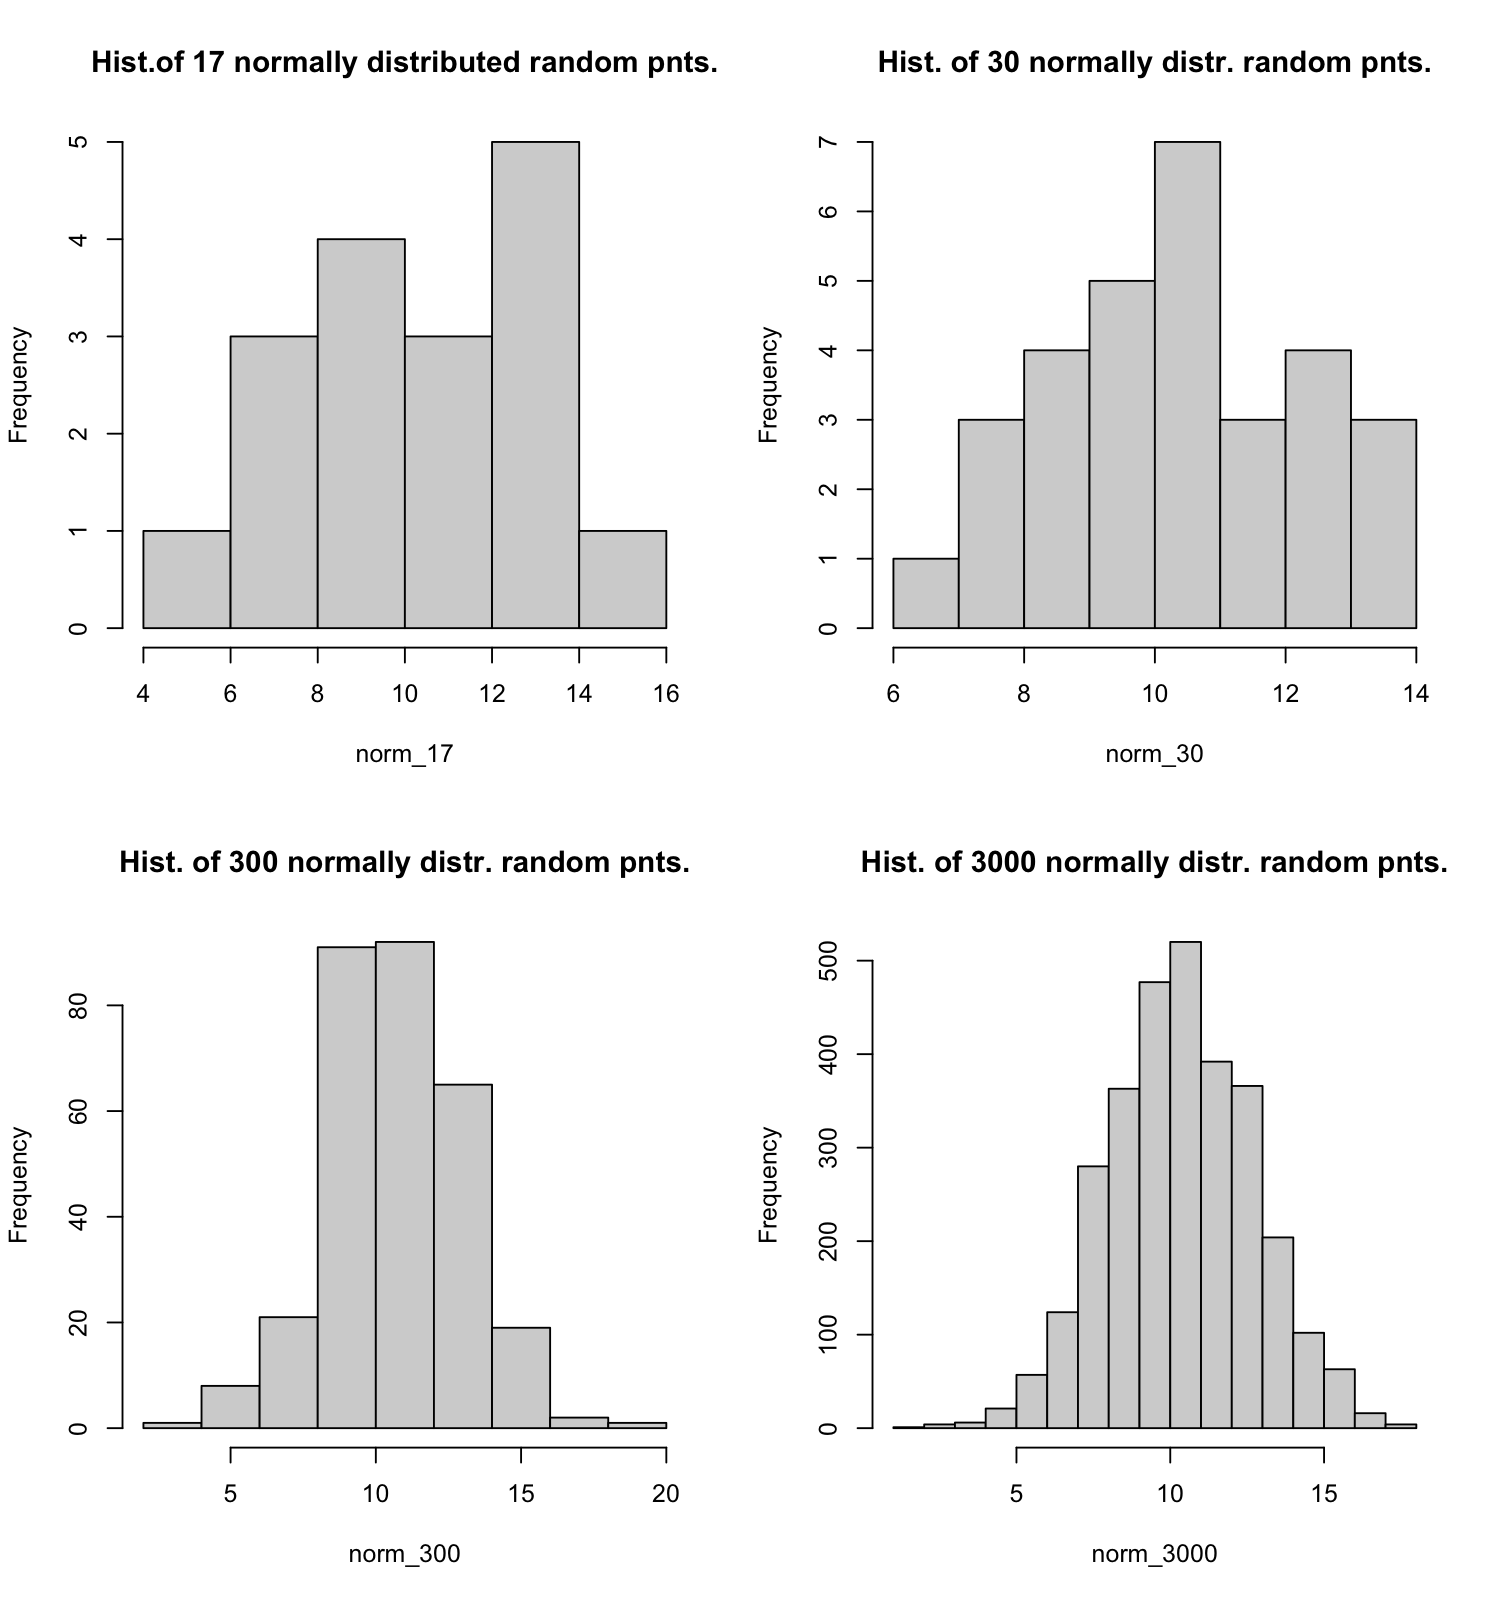 Hist.of 17 normally distributed random pnts.
Frequency
5
4
3
2
1
0
4 6 8 10 12 14 16
norm_17
Hist. of 30 normally distr. random pnts.
Frequency
7
6
5
4
3
2
1
0
6 8 10 12 14
norm_30
Hist. of 300 normally distr. random pnts.
Frequency
80
60
40
20
0
5 10 15 20
norm_300
Hist. of 3000 normally distr. random pnts.
Frequency
500
400
300
200
100
0
5 10 15
norm_3000